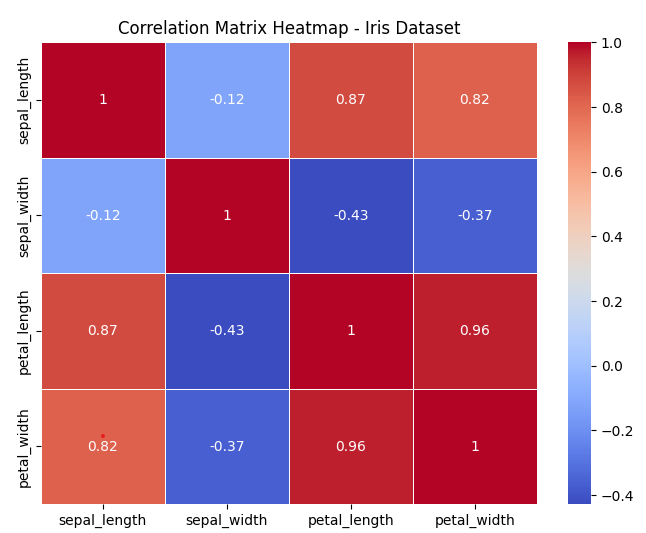 Correlation Matrix Heatmap - Iris Dataset
sepal_length
1
-0.12
0.87
0.82
sepal_width
-0.12
1
-0.43
-0.37
petal_length
0.87
-0.43
1
0.96
petal_width
0.82
-0.37
0.96
1
sepal_length
sepal_width
petal_length
petal_width
1.0
0.8
0.6
0.4
0.2
0.0
−0.2
−0.4